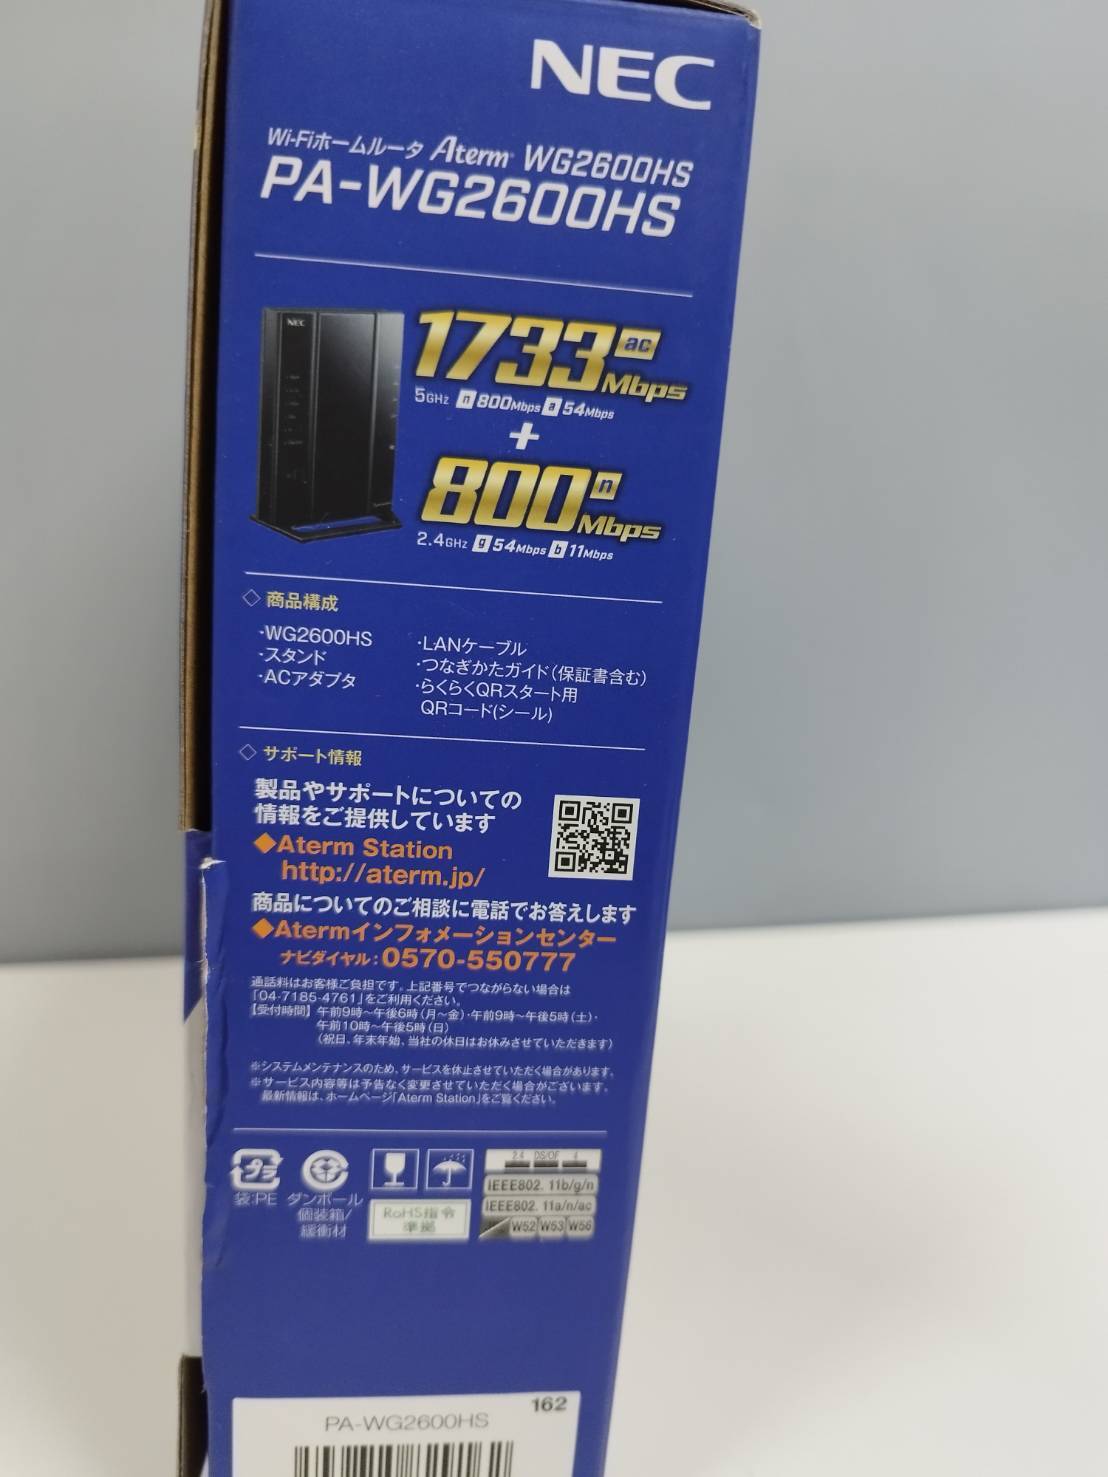 NEC
Wi-Fiホームルータ Aterm WG2600HS
PA-WG2600HS
NEC
1733 Mbps ac
5GHz n 800Mbps a 54Mbps
+
800 Mbps n
2.4GHz g 54Mbps b 11Mbps
◇ 商品構成
・WG2600HS
・スタンド
・ACアダプタ
・LANケーブル
・つなぎかたガイド(保証書含む)
・らくらくQRスタート用
QRコード(シール)
◇ サポート情報
製品やサポートについての
情報をご提供しています
◆Aterm Station
http://aterm.jp/
商品についてのご相談に電話でお答えします
◆Atermインフォメーションセンター
ナビダイヤル:0570-550777
通話料はお客様ご負担です。上記番号でつながらない場合は
「04-7185-4761」をご利用ください。
【受付時間】午前9時～午後6時(月～金)・午前9時～午後5時(土)・
午前10時～午後5時(日)
(祝日、年末年始、当社の休日はお休みさせていただきます)
※システムメンテナンスのため、サービスを休止させていただく場合があります。
※サービス内容等は予告なく変更させていただく場合がございます。
最新情報は、ホームページ「Aterm Station」をご覧ください。
プラ
袋:PE
ダンボール
個装箱/
緩衝材
RoHS指令
準拠
2.4 DS/OF 4
IEEE802. 11b/g/n
IEEE802. 11a/n/ac
W52 W53 W56
162
PA-WG2600HS